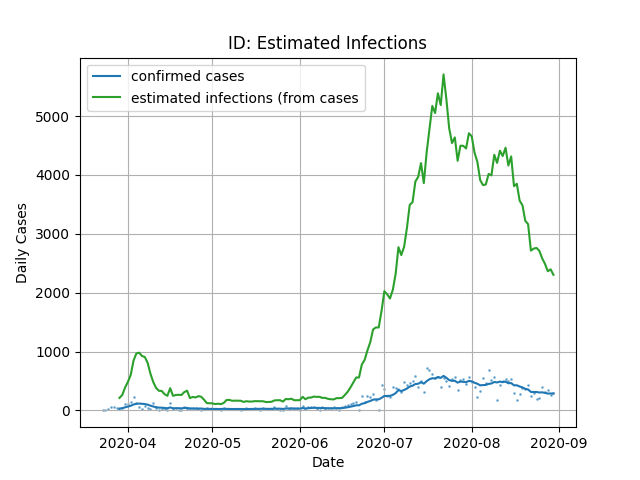 ID: Estimated Infections
confirmed cases
estimated infections (from cases
Daily Cases
5000
4000
3000
2000
1000
0
2020-04 2020-05 2020-06 2020-07 2020-08 2020-09
Date